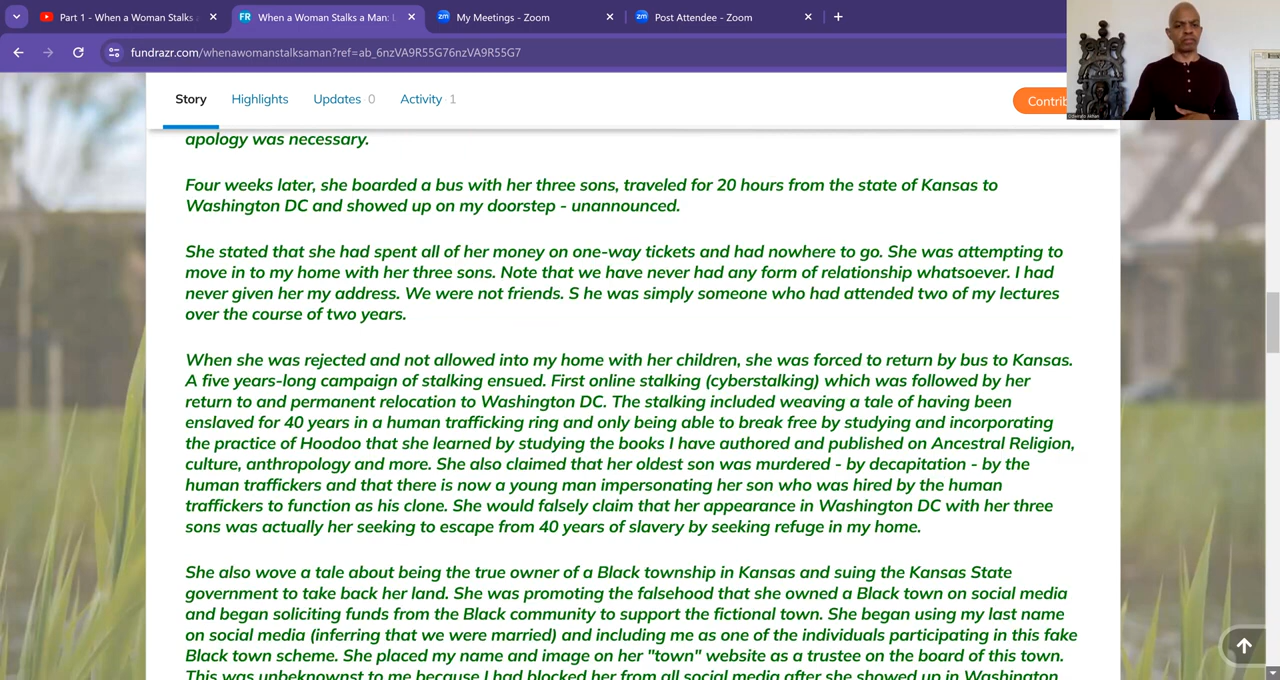 Part 1 - When a Woman Stalks a
When a Woman Stalks a Man: L
My Meetings - Zoom
Post Attendee - Zoom
fundrazr.com/whenawomanstalksaman?ref=ab_6nzVA9R55G76nzVA9R55G7
Story
Highlights
Updates 0
Activity 1
Contrib
apology was necessary.
Four weeks later, she boarded a bus with her three sons, traveled for 20 hours from the state of Kansas to
Washington DC and showed up on my doorstep - unannounced.
She stated that she had spent all of her money on one-way tickets and had nowhere to go. She was attempting to
move in to my home with her three sons. Note that we have never had any form of relationship whatsoever. I had
never given her my address. We were not friends. S he was simply someone who had attended two of my lectures
over the course of two years.
When she was rejected and not allowed into my home with her children, she was forced to return by bus to Kansas.
A five years-long campaign of stalking ensued. First online stalking (cyberstalking) which was followed by her
return to and permanent relocation to Washington DC. The stalking included weaving a tale of having been
enslaved for 40 years in a human trafficking ring and only being able to break free by studying and incorporating
the practice of Hoodoo that she learned by studying the books I have authored and published on Ancestral Religion,
culture, anthropology and more. She also claimed that her oldest son was murdered - by decapitation - by the
human traffickers and that there is now a young man impersonating her son who was hired by the human
traffickers to function as his clone. She would falsely claim that her appearance in Washington DC with her three
sons was actually her seeking to escape from 40 years of slavery by seeking refuge in my home.
She also wove a tale about being the true owner of a Black township in Kansas and suing the Kansas State
government to take back her land. She was promoting the falsehood that she owned a Black town on social media
and began soliciting funds from the Black community to support the fictional town. She began using my last name
on social media (inferring that we were married) and including me as one of the individuals participating in this fake
Black town scheme. She placed my name and image on her "town" website as a trustee on the board of this town.
This was unbeknownst to me because I had blocked her from all social media after she showed up in Washington